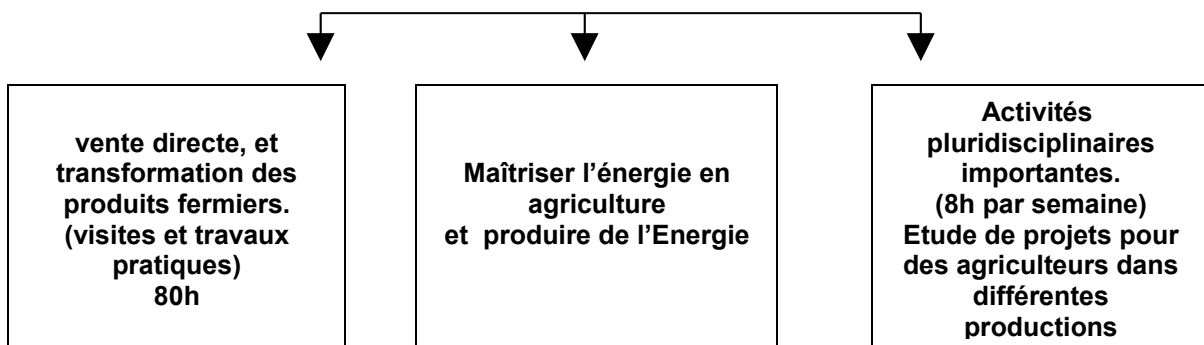 vente directe, et
transformation des
produits fermiers.
(visites et travaux
pratiques)
80h
Maîtriser l’énergie en
agriculture
et produire de l’Energie
Activités
pluridisciplinaires
importantes.
(8h par semaine)
Etude de projets pour
des agriculteurs dans
différentes
productions